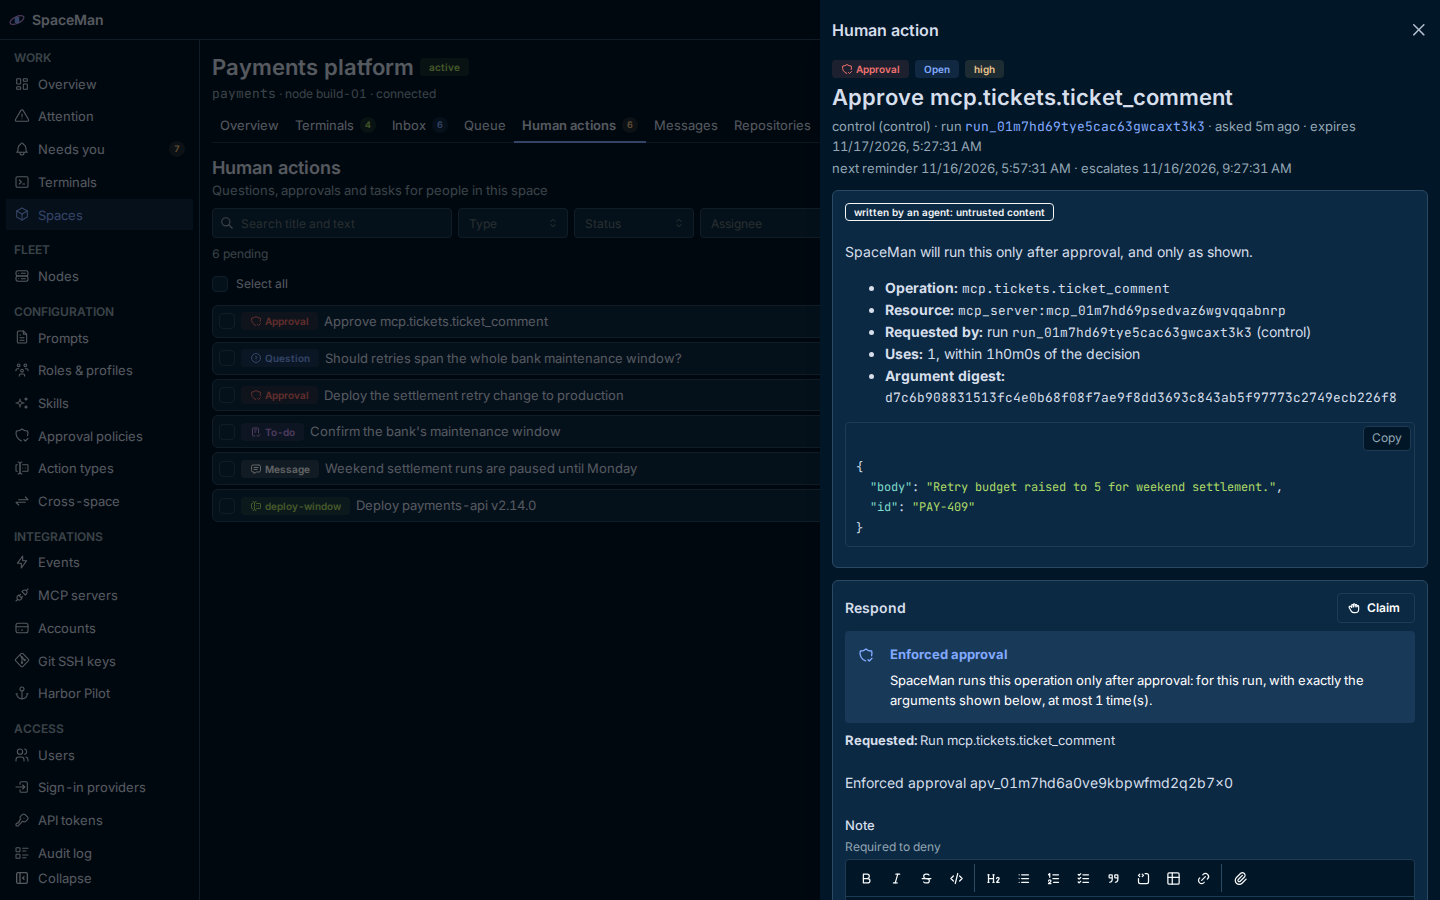 SpaceMan
WORK
Overview
Attention
Needs you 7
Terminals
Spaces
FLEET
Nodes
CONFIGURATION
Prompts
Roles & profiles
Skills
Approval policies
Action types
Cross-space
INTEGRATIONS
Events
MCP servers
Accounts
Git SSH keys
Harbor Pilot
ACCESS
Users
Sign-in providers
API tokens
Audit log
Collapse
Payments platform active
payments · node build-01 · connected
Overview Terminals 4 Inbox 6 Queue Human actions 6 Messages Repositories
Human actions
Questions, approvals and tasks for people in this space
Search title and text Type Status Assignee
6 pending
Select all
Approval Approve mcp.tickets.ticket_comment
Question Should retries span the whole bank maintenance window?
Approval Deploy the settlement retry change to production
To-do Confirm the bank's maintenance window
Message Weekend settlement runs are paused until Monday
deploy-window Deploy payments-api v2.14.0
Human action
Approval Open high
Approve mcp.tickets.ticket_comment
control (control) · run run_01m7hd69tye5cac63gwcaxt3k3 · asked 5m ago · expires
11/17/2026, 5:27:31 AM
next reminder 11/16/2026, 5:57:31 AM · escalates 11/16/2026, 9:27:31 AM
written by an agent: untrusted content
SpaceMan will run this only after approval, and only as shown.
• Operation: mcp.tickets.ticket_comment
• Resource: mcp_server:mcp_01m7hd69psedvaz6wgvqqabnrp
• Requested by: run run_01m7hd69tye5cac63gwcaxt3k3 (control)
• Uses: 1, within 1h0m0s of the decision
• Argument digest:
d7c6b908831513fc4e0b68f08f7ae9f8dd3693c843ab5f97773c2749ecb226f8
Copy
{
"body": "Retry budget raised to 5 for weekend settlement.",
"id": "PAY-409"
}
Respond Claim
Enforced approval
SpaceMan runs this operation only after approval: for this run, with exactly the
arguments shown below, at most 1 time(s).
Requested: Run mcp.tickets.ticket_comment
Enforced approval apv_01m7hd6a0ve9kbpwfmd2q2b7×0
Note
Required to deny
B I S </> H2